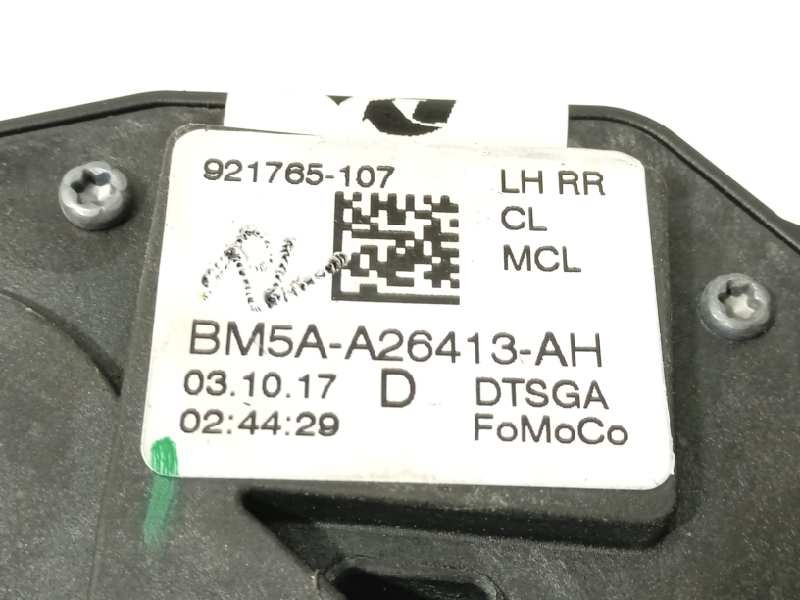 921765-107 LH RR
CL
MCL
BM5A-A26413-AH
03.10.17 D DTSGA
02:44:29 FoMoCo